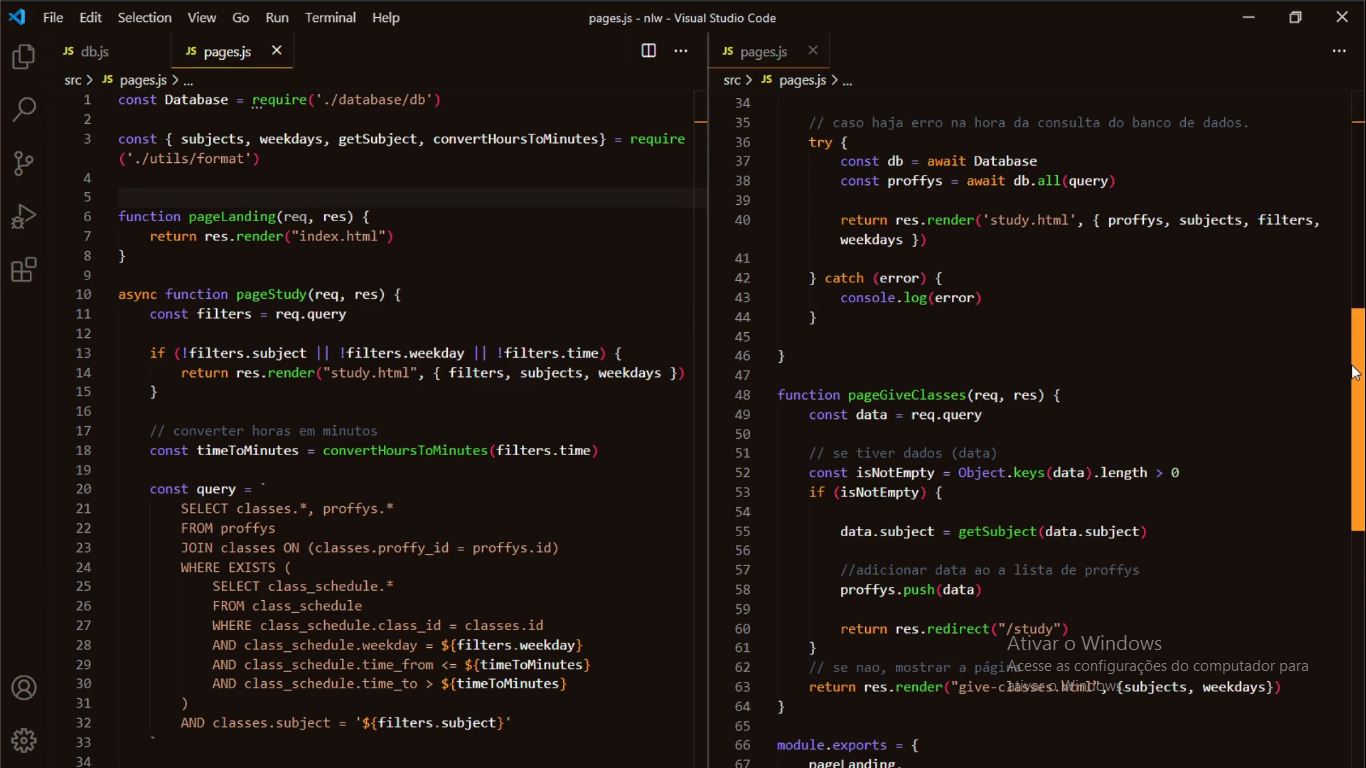 File Edit Selection View Go Run Terminal Help pages.js - nlw - Visual Studio Code
JS db.js JS pages.js
src > JS pages.js > ...
1 const Database = require('./database/db')
2
3 const { subjects, weekdays, getSubject, convertHoursToMinutes} = require
('./utils/format')
4
5
6 function pageLanding(req, res) {
7 return res.render("index.html")
8 }
9
10 async function pageStudy(req, res) {
11 const filters = req.query
12
13 if (!filters.subject || !filters.weekday || !filters.time) {
14 return res.render("study.html", { filters, subjects, weekdays })
15 }
16
17 // converter horas em minutos
18 const timeToMinutes = convertHoursToMinutes(filters.time)
19
20 const query = `
21 SELECT classes.*, proffys.*
22 FROM proffys
23 JOIN classes ON (classes.proffy_id = proffys.id)
24 WHERE EXISTS (
25 SELECT class_schedule.*
26 FROM class_schedule
27 WHERE class_schedule.class_id = classes.id
28 AND class_schedule.weekday = ${filters.weekday}
29 AND class_schedule.time_from <= ${timeToMinutes}
30 AND class_schedule.time_to > ${timeToMinutes}
31 )
32 AND classes.subject = '${filters.subject}'
33 `
34
JS pages.js
src > JS pages.js > ...
34
35 // caso haja erro na hora da consulta do banco de dados.
36 try {
37 const db = await Database
38 const proffys = await db.all(query)
39
40 return res.render('study.html', { proffys, subjects, filters,
weekdays })
41
42 } catch (error) {
43 console.log(error)
44 }
45
46 }
47
48 function pageGiveClasses(req, res) {
49 const data = req.query
50
51 // se tiver dados (data)
52 const isNotEmpty = Object.keys(data).length > 0
53 if (isNotEmpty) {
54
55 data.subject = getSubject(data.subject)
56
57 //adicionar data ao a lista de proffys
58 proffys.push(data)
59
60 return res.redirect("/study")
61 }
62 // se nao, mostrar a página
63 return res.render("give-classes.html", {subjects, weekdays})
64 }
65
66 module.exports = {
67 pageLanding,
Ativar o Windows
Acesse as configurações do computador para
ativar o Windows.